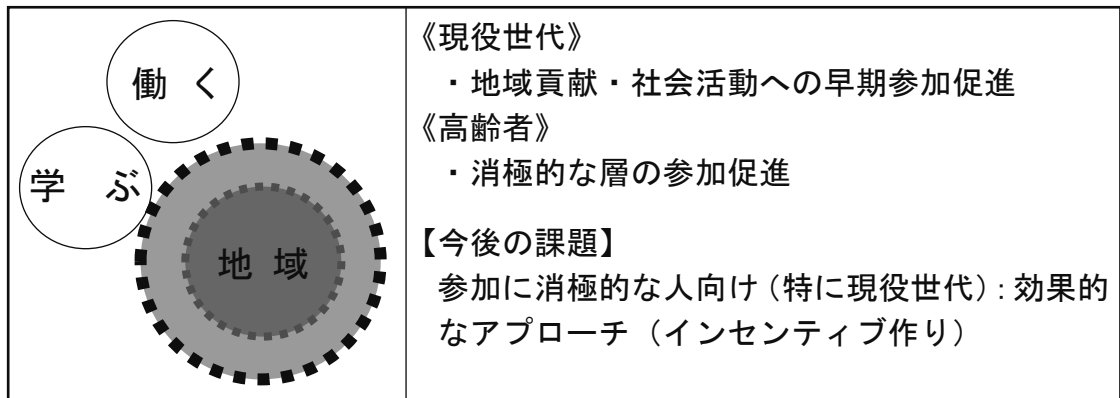 働く
学ぶ
地域
《現役世代》
・地域貢献・社会活動への早期参加促進
《高齢者》
・消極的な層の参加促進
【今後の課題】
参加に消極的な人向け（特に現役世代）：効果的
なアプローチ（インセンティブ作り）